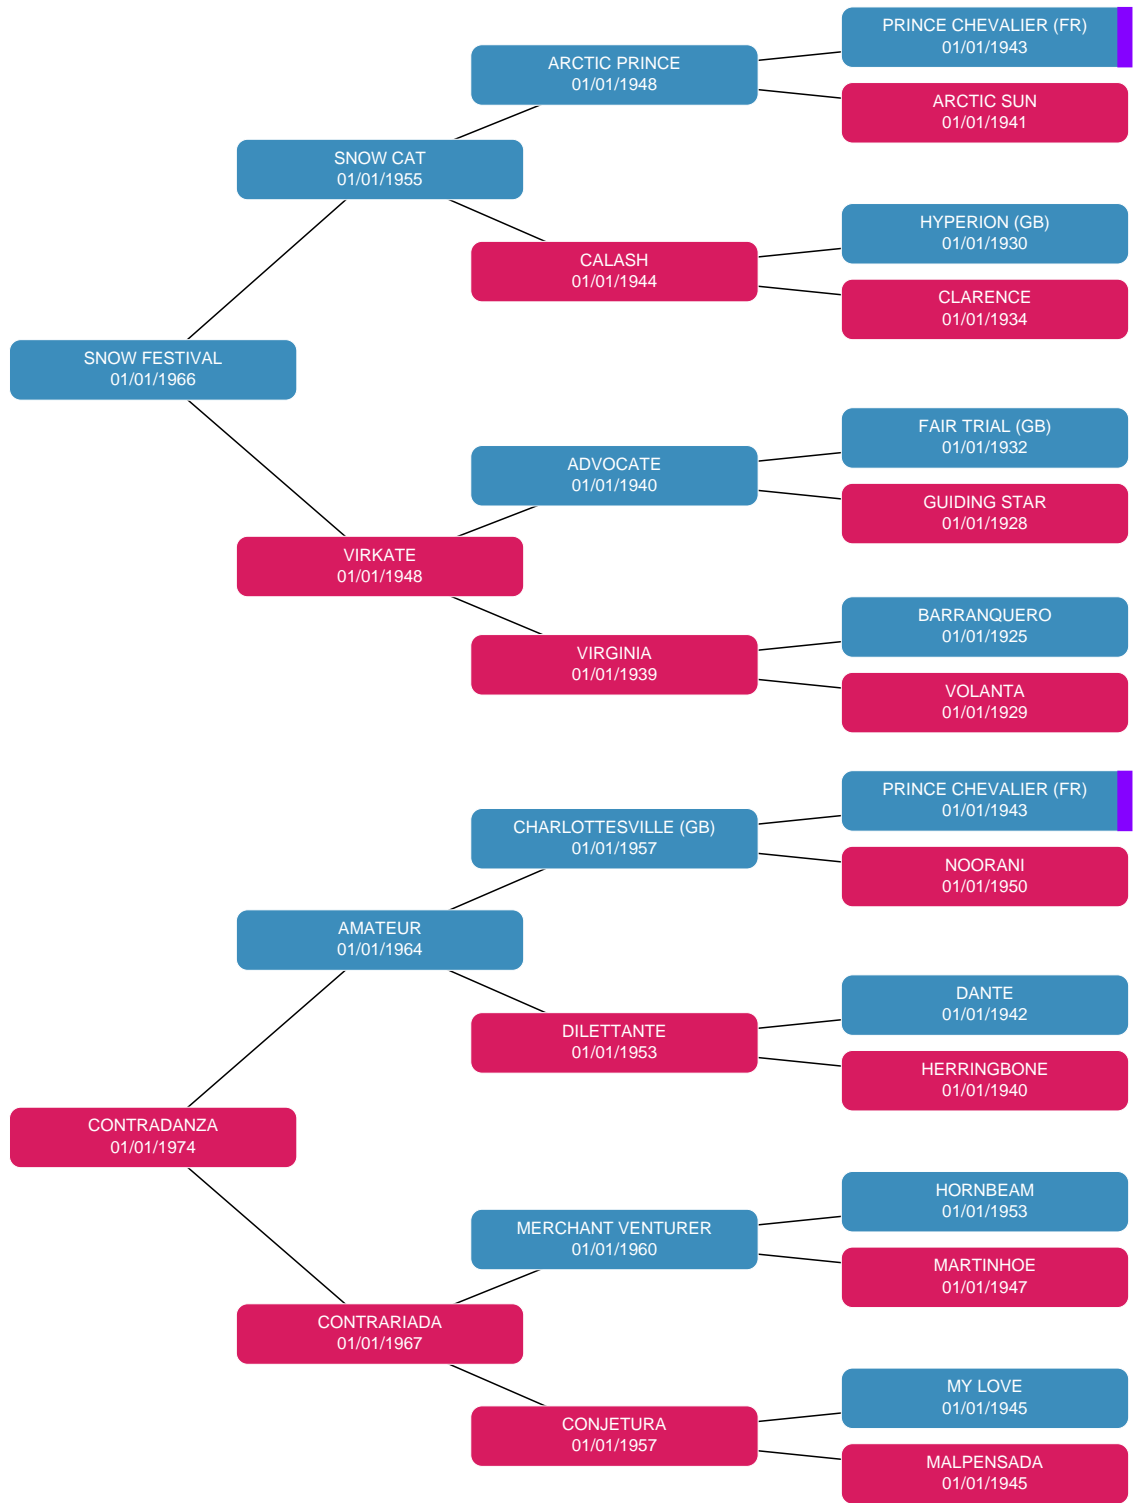 PRINCE CHEVALIER (FR)
01/01/1943
ARCTIC PRINCE
01/01/1948
ARCTIC SUN
01/01/1941
SNOW CAT
01/01/1955
HYPERION (GB)
01/01/1930
CALASH
01/01/1944
CLARENCE
01/01/1934
SNOW FESTIVAL
01/01/1966
FAIR TRIAL (GB)
01/01/1932
ADVOCATE
01/01/1940
GUIDING STAR
01/01/1928
VIRKATE
01/01/1948
BARRANQUERO
01/01/1925
VIRGINIA
01/01/1939
VOLANTA
01/01/1929
PRINCE CHEVALIER (FR)
01/01/1943
CHARLOTTESVILLE (GB)
01/01/1957
NOORANI
01/01/1950
AMATEUR
01/01/1964
DANTE
01/01/1942
DILETTANTE
01/01/1953
HERRINGBONE
01/01/1940
CONTRADANZA
01/01/1974
HORNBEAM
01/01/1953
MERCHANT VENTURER
01/01/1960
MARTINHOE
01/01/1947
CONTRARIADA
01/01/1967
MY LOVE
01/01/1945
CONJETURA
01/01/1957
MALPENSADA
01/01/1945